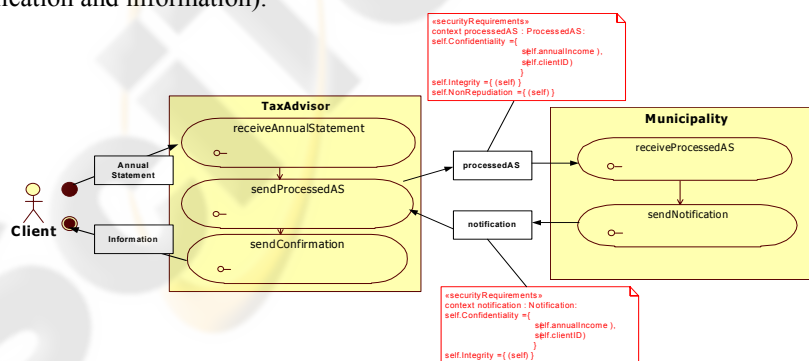 ication and information).
«securityRequirements»
context processedAS : ProcessedAS:
self.Confidentiality ={
self.annualIncome ),
self.clientID)
}
self.Integrity ={ (self) }
self.NonRepudiation ={ (self) }
TaxAdvisor
receiveAnnualStatement
sendProcessedAS
sendConfirmation
Client
Annual
Statement
Information
processedAS
notification
Municipality
receiveProcessedAS
sendNotification
«securityRequirements»
context notification : Notification:
self.Confidentiality ={
self.annualIncome ),
self.clientID)
}
self.Integrity ={ (self) }